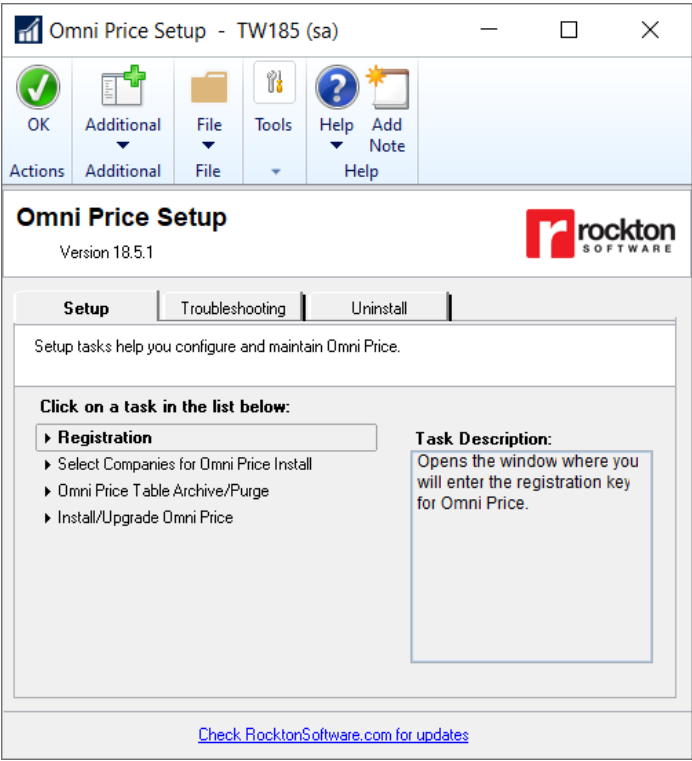 Omni Price Setup - TW185 (sa)
OK
Additional
File
Tools
Help
Add Note
Actions
Additional
File
Help
Omni Price Setup
Version 18.5.1
rockton
SOFTWARE
Setup
Troubleshooting
Uninstall
Setup tasks help you configure and maintain Omni Price.
Click on a task in the list below:
Registration
Select Companies for Omni Price Install
Omni Price Table Archive/Purge
Install/Upgrade Omni Price
Task Description:
Opens the window where you
will enter the registration key
for Omni Price.
Check RocktonSoftware.com for updates